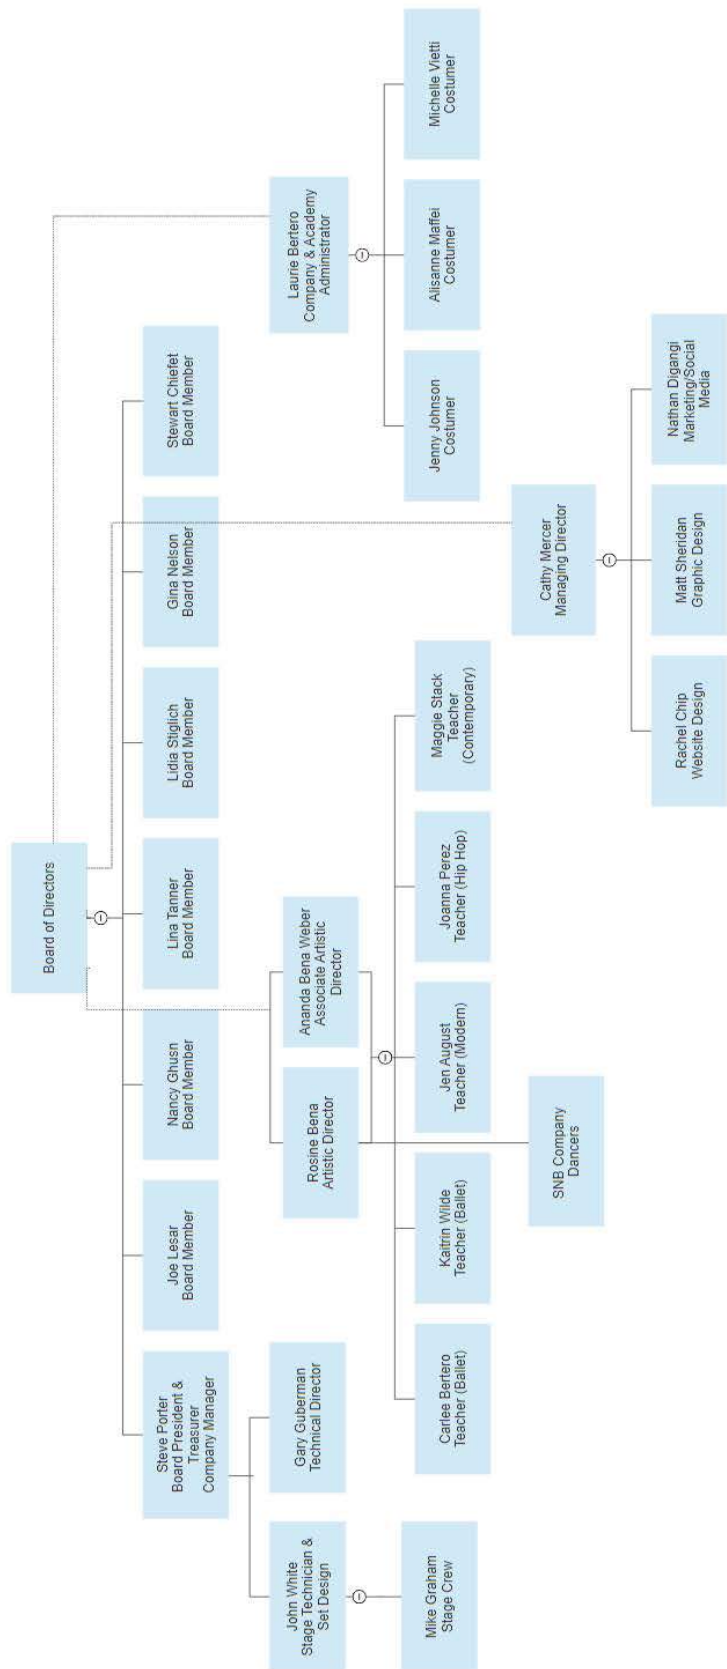 Board of Directors
Steve Porter
Board President &
Treasurer
Company Manager
Joe Lesar
Board Member
Nancy Ghusn
Board Member
Lina Tanner
Board Member
Lidia Stiglich
Board Member
Gina Nelson
Board Member
Stewart Chiefet
Board Member
John White
Stage Technician &
Set Design
Gary Guberman
Technical Director
Rosine Bena
Artistic Director
Ananda Bena Weber
Associate Artistic
Director
Laurie Bertero
Company & Academy
Administrator
Mike Graham
Stage Crew
Carlee Bertero
Teacher (Ballet)
Kaitrin Wilde
Teacher (Ballet)
Jen August
Teacher (Modern)
Joanna Perez
Teacher (Hip Hop)
Maggie Stack
Teacher
(Contemporary)
Jenny Johnson
Costumer
Alisanne Maffei
Costumer
Michelle Vietti
Costumer
SNB Company
Dancers
Cathy Mercer
Managing Director
Rachel Chip
Website Design
Matt Sheridan
Graphic Design
Nathan Digangi
Marketing/Social
Media